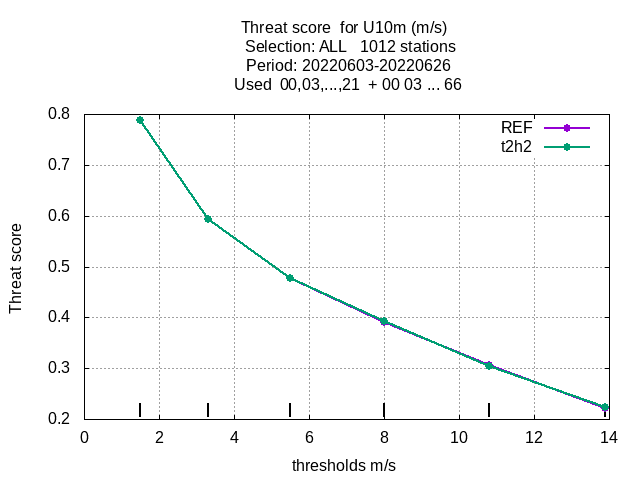 Threat score  for U10m (m/s)
Selection: ALL   1012 stations
Period: 20220603-20220626
Used  00,03,...,21  + 00 03 ... 66
REF
t2h2
Threat score
0.8
0.7
0.6
0.5
0.4
0.3
0.2
0 2 4 6 8 10 12 14
thresholds m/s